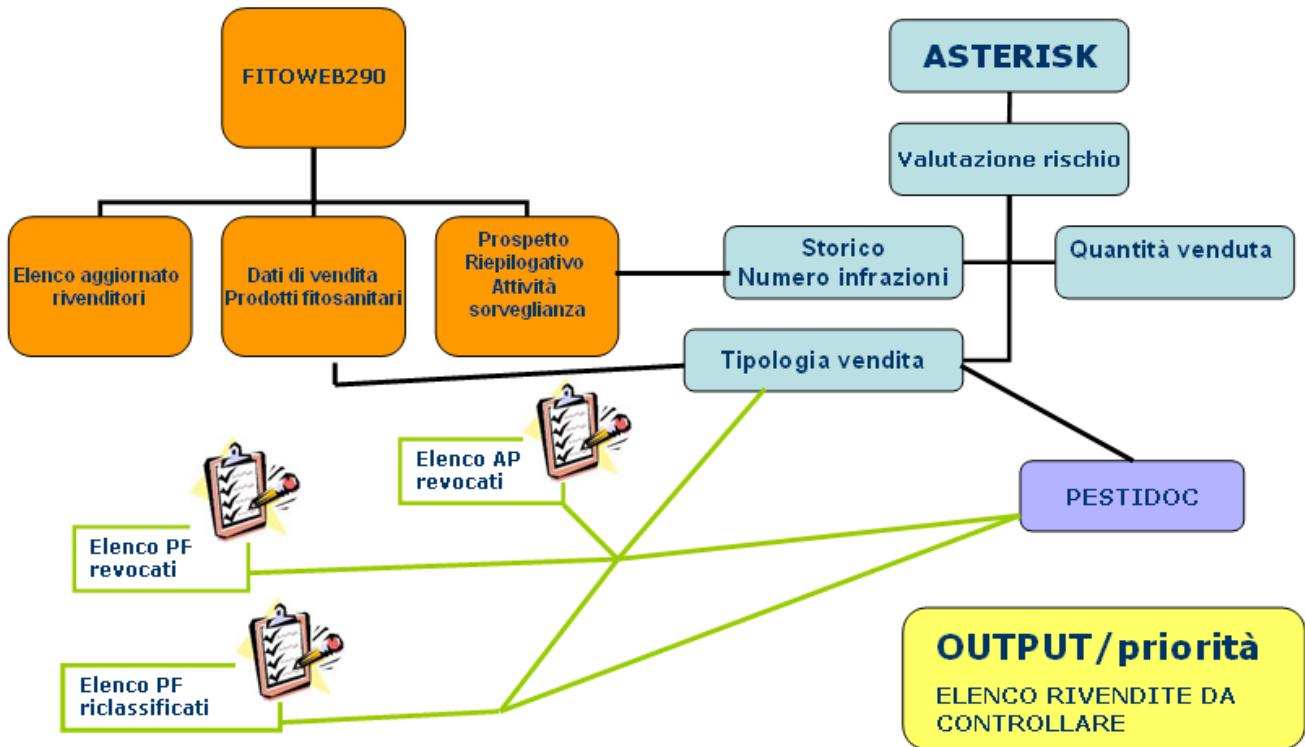 FITOWEB290
ASTERISK
Valutazione rischio
Elenco aggiornato
rivenditori
Dati di vendita
Prodotti fitosanitari
Prospetto
Riepilogativo
Attività
sorveglianza
Storico
Numero infrazioni
Quantità venduta
Tipologia vendita
Elenco AP
revocati
PESTIDOC
Elenco PF
revocati
Elenco PF
riclassificati
OUTPUT/priorità
ELENCO RIVENDITE DA
CONTROLLARE